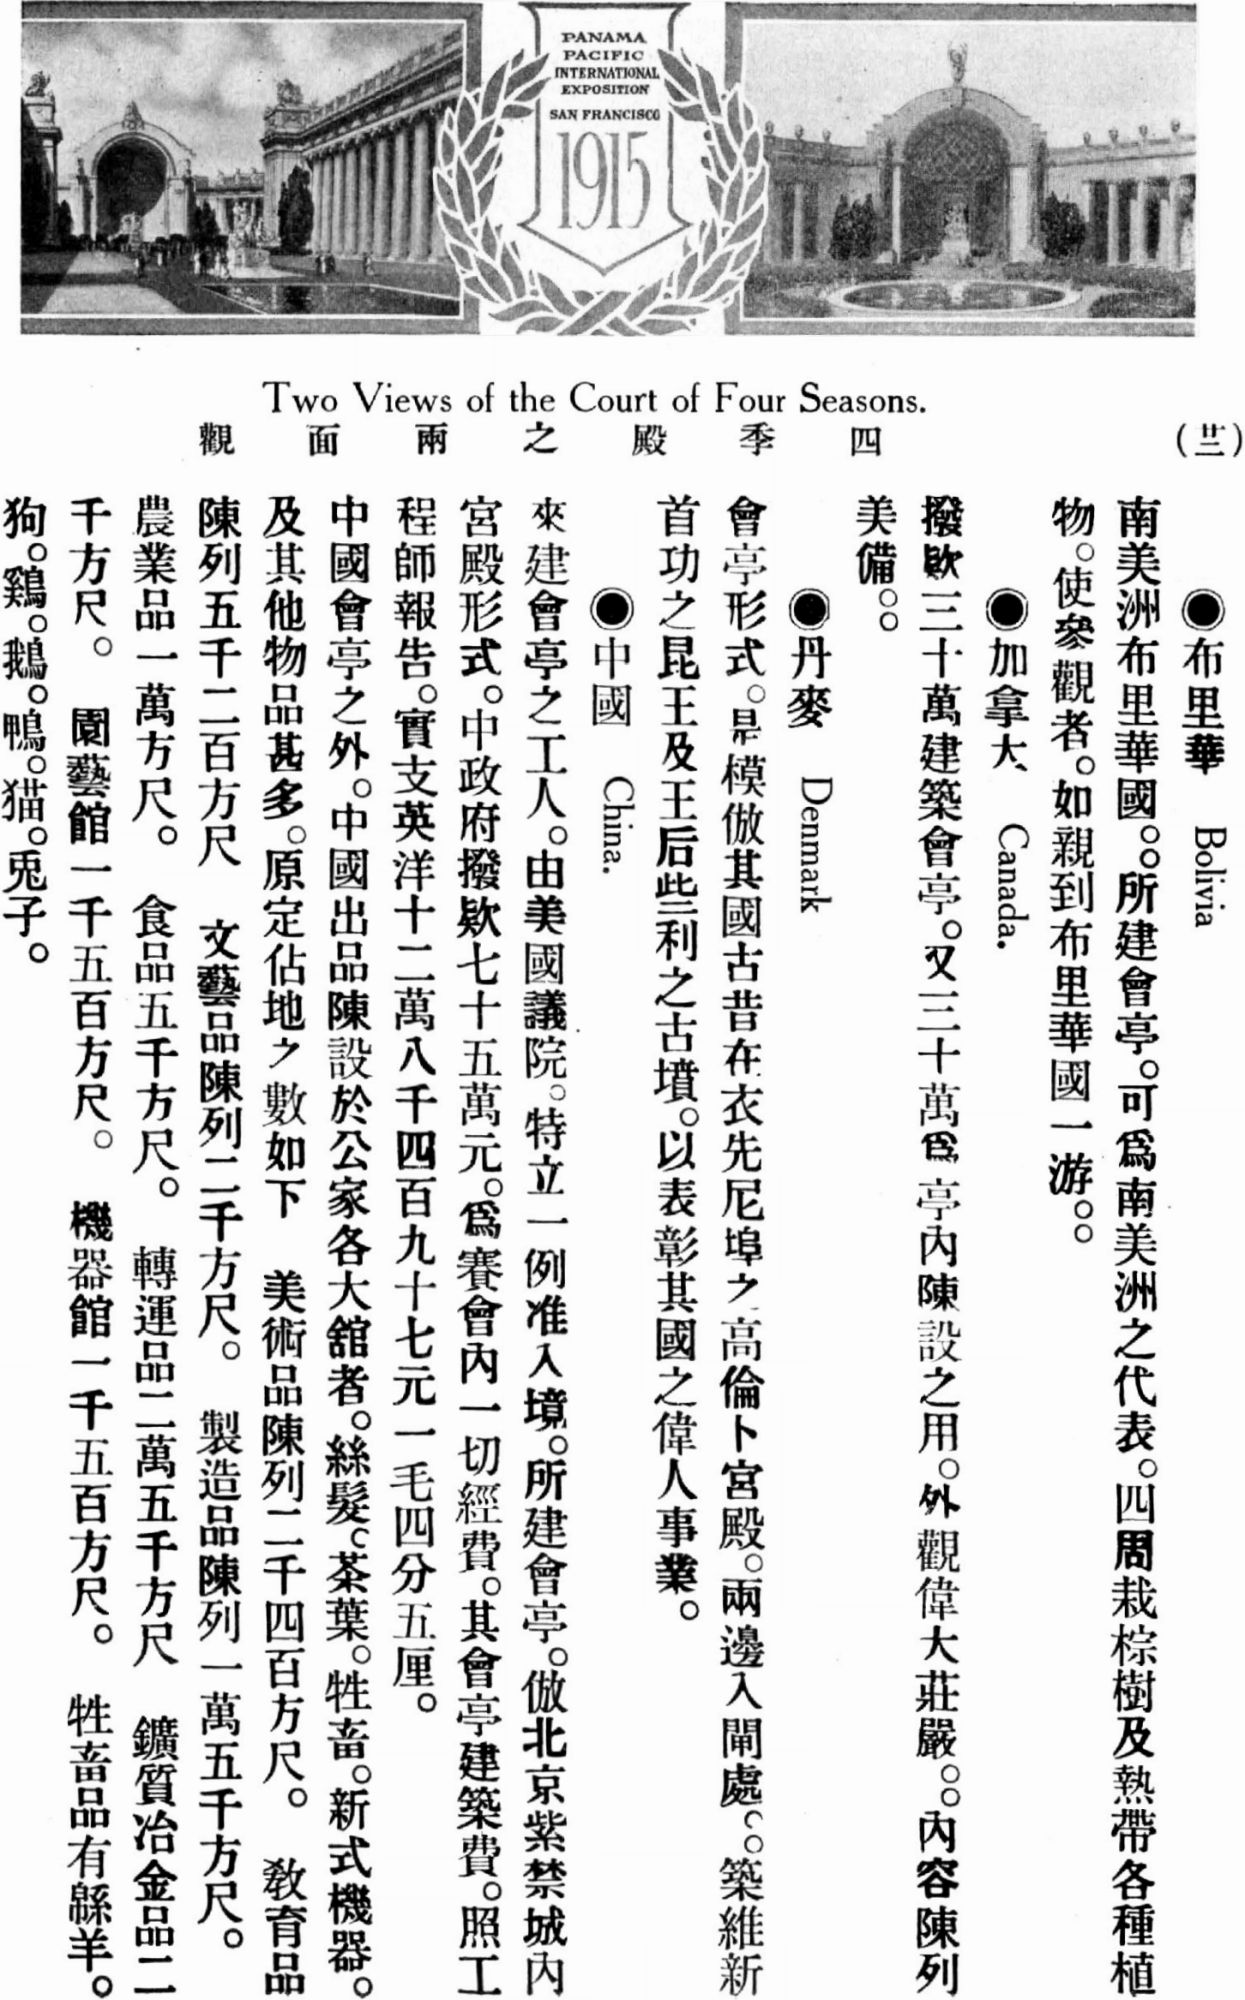 PANAMA
PACIFIC
INTERNATIONAL
EXPOSITION
SAN FRANCISCO
1915
Two Views of the Court of Four Seasons.
觀面兩之殿季四
(廿一)
◉布里華 Bolivia
南美洲布里華國。○所建會亭。可爲南美洲之代表。四周栽棕樹及熱帶各種植
物。使參觀者。如親到布里華國一游。○
◉加拿大 Canada.
撥欵三十萬建築會亭。又三十萬爲亭內陳設之用。外觀偉大莊嚴。○內容陳列
美備。○
◉丹麥 Denmark
會亭形式。是模倣其國古昔在衣先尼埠之高倫卜宮殿。兩邊入閘處。○築維新
首功之昆王及王后些利之古墳。以表彰其國之偉人事業。
◉中國 China.
來建會亭之工人。由美國議院。特立一例准入境。所建會亭。倣北京紫禁城內
宮殿形式。中政府撥欵七十五萬元。爲賽會內一切經費。其會亭建築費。照工
程師報告。實支英洋十二萬八千四百九十七元一毛四分五厘。
中國會亭之外。中國出品陳設於公家各大舘者。絲髮。茶葉。牲畜。新式機器。
及其他物品甚多。原定佔地之數如下 美術品陳列二千四百方尺。 敎育品
陳列五千二百方尺 文藝品陳列二千方尺。 製造品陳列一萬五千方尺。
農業品一萬方尺。 食品五千方尺。 轉運品二萬五千方尺 鑛質冶金品二
千方尺。 園藝館一千五百方尺。 機器館一千五百方尺。 牲畜品有緜羊。
狗。鷄。鵝。鴨。猫。兎子。